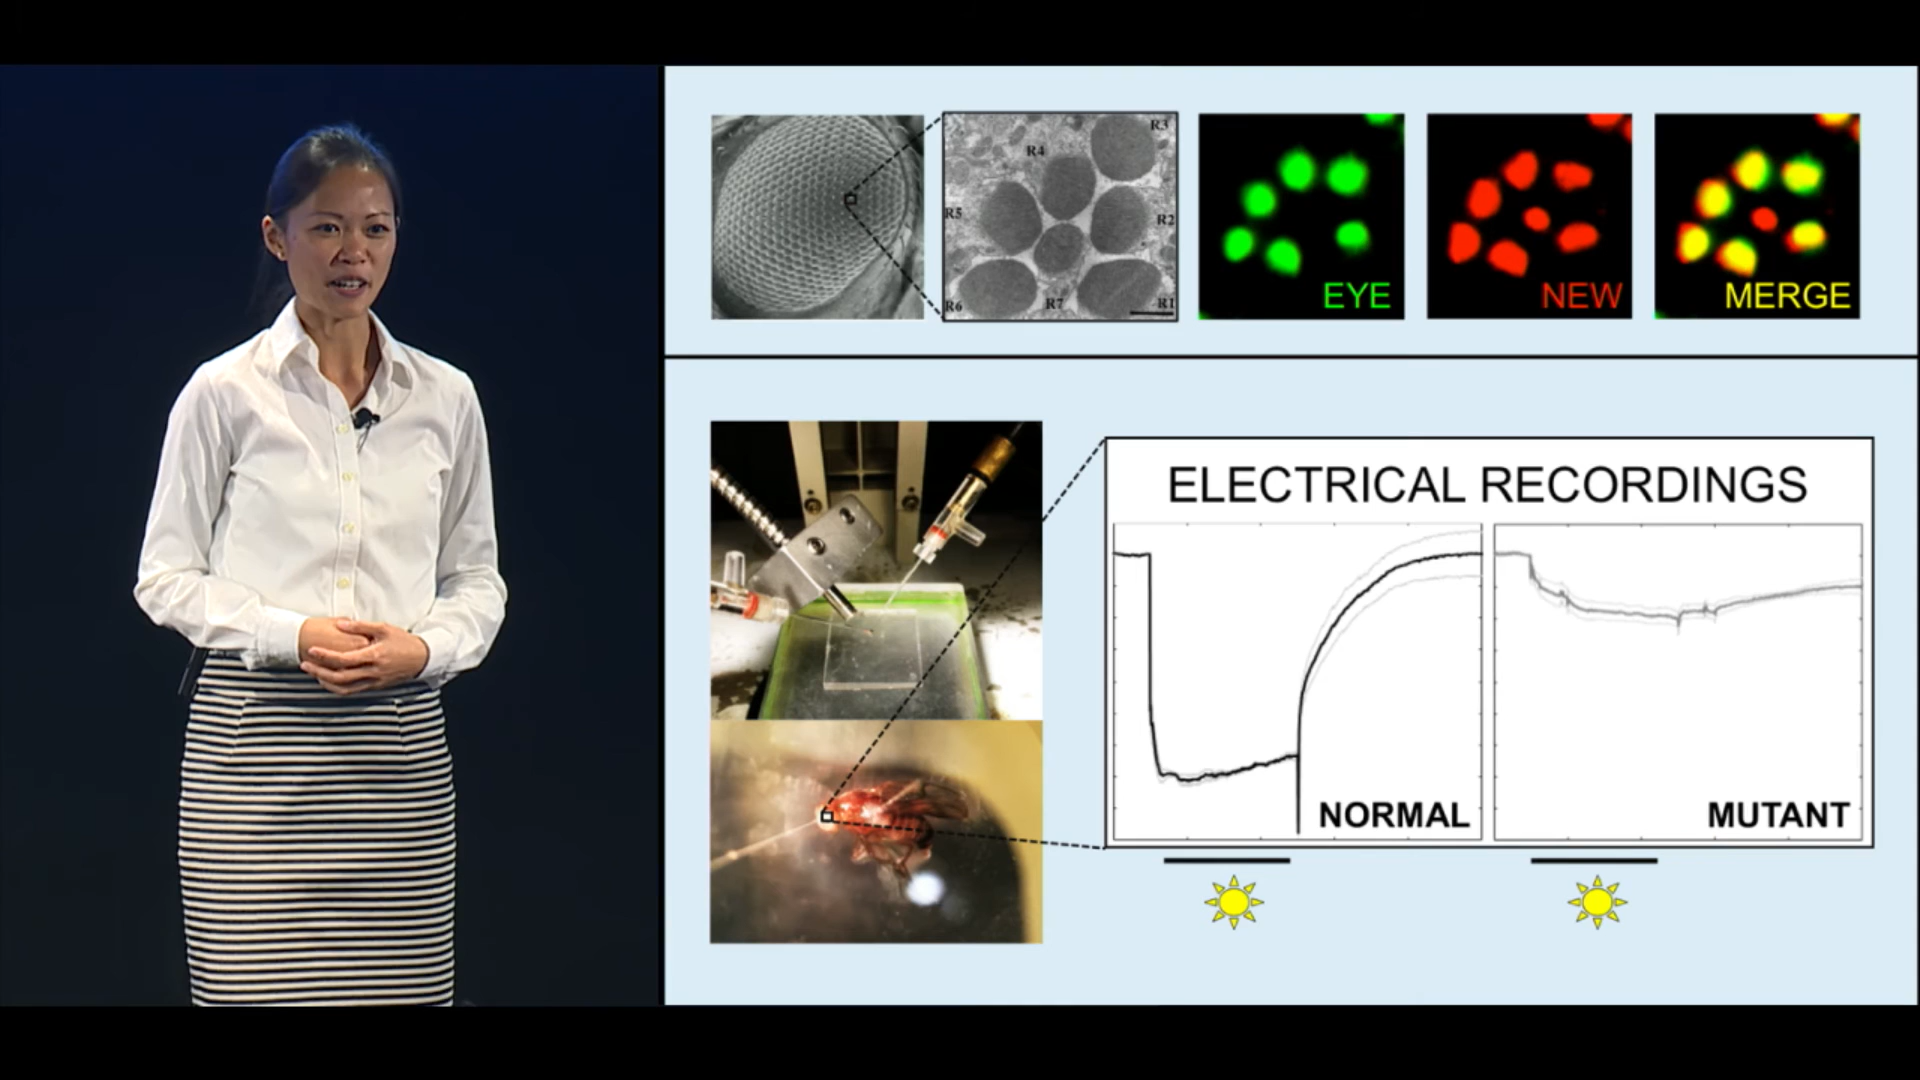 R3
R4
R5
R2
R6
R7
R1
EYE
NEW
MERGE
ELECTRICAL RECORDINGS
NORMAL
MUTANT